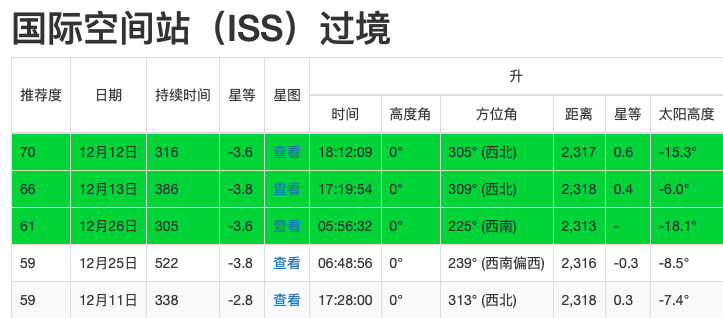 国际空间站（ISS）过境
推荐度 日期 持续时间 星等 星图 升
时间 高度角 方位角 距离 星等 太阳高度
70 12月12日 316 -3.6 查看 18:12:09 0° 305° (西北) 2,317 0.6 -15.3°
66 12月13日 386 -3.8 查看 17:19:54 0° 309° (西北) 2,318 0.4 -6.0°
61 12月26日 305 -3.6 查看 05:56:32 0° 225° (西南) 2,313 - -18.1°
59 12月25日 522 -3.8 查看 06:48:56 0° 239° (西南偏西) 2,316 -0.3 -8.5°
59 12月11日 338 -2.8 查看 17:28:00 0° 313° (西北) 2,318 0.3 -7.4°